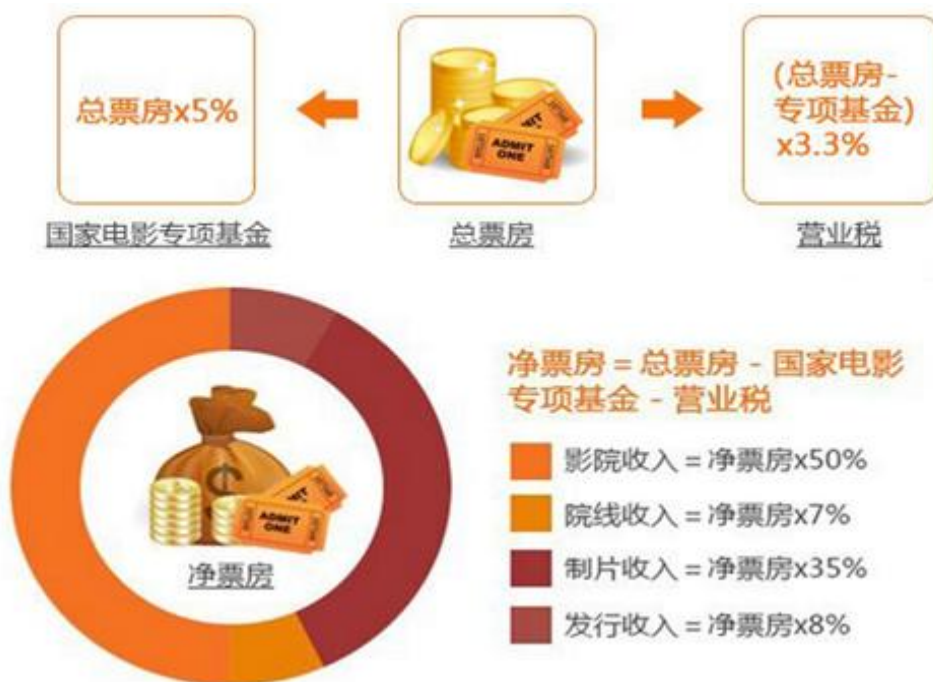 总票房x5%
(总票房-
专项基金)
x3.3%
ADMIT
ONE
国家电影专项基金
总票房
营业税
净票房 = 总票房 - 国家电影
专项基金 - 营业税
影院收入 = 净票房x50%
院线收入 = 净票房x7%
制片收入 = 净票房x35%
发行收入 = 净票房x8%
ADMIT
ONE
净票房